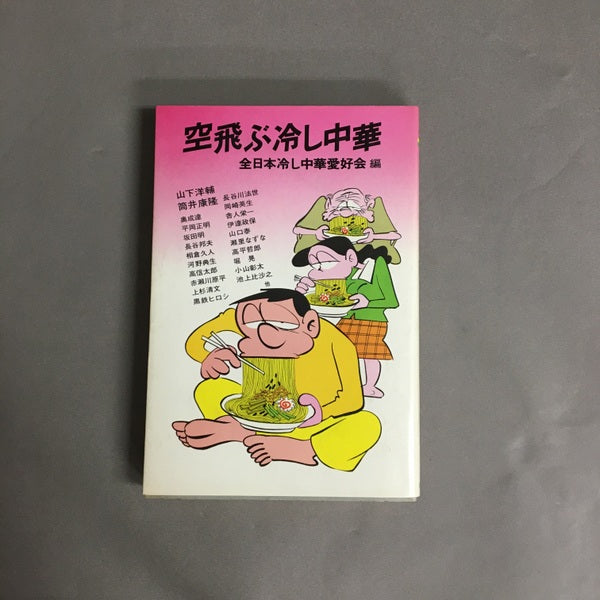 空飛ぶ冷し中華
全日本冷し中華愛好会 編
山下洋輔
筒井康隆
奥成達
平岡正明
坂田明
長谷邦夫
相倉久人
河野典生
高信太郎
赤瀬川原平
上杉清文
黒鉄ヒロシ
長谷川法世
岡崎英生
舎人栄一
伊達政保
山口泰
瀬里なずな
高平哲郎
堀 晃
小山彰太
池上比沙之
他